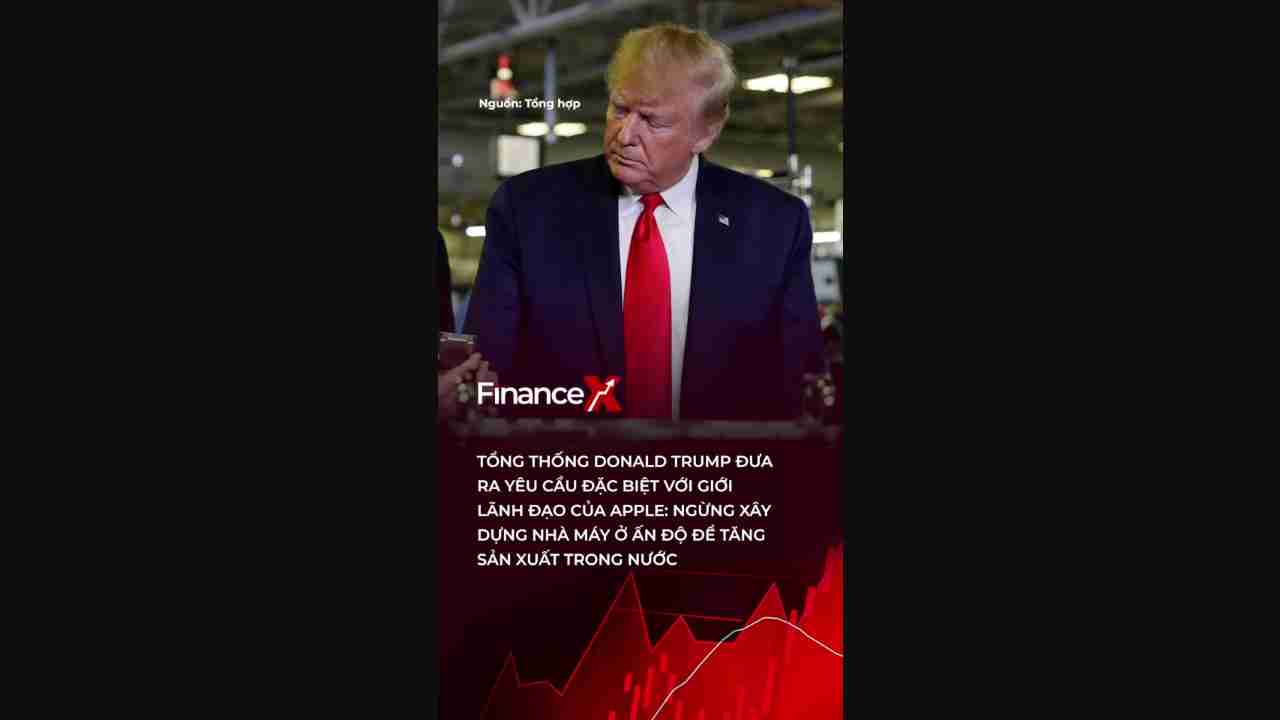 Nguồn: Tổng hợp
FinanceX
TỔNG THỐNG DONALD TRUMP ĐƯA
RA YÊU CẦU ĐẶC BIỆT VỚI GIỚI
LÃNH ĐẠO CỦA APPLE: NGỪNG XÂY
DỰNG NHÀ MÁY Ở ẤN ĐỘ ĐỂ TĂNG
SẢN XUẤT TRONG NƯỚC